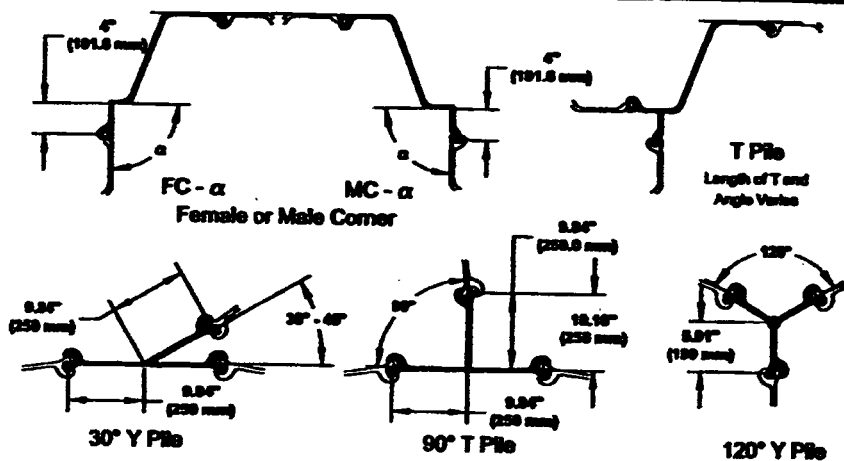 4"
(101.6 mm)
4"
(101.6 mm)
α
α
FC - α
MC - α
Female or Male Corner
T Pile
Length of T and
Angle Varies
9.84"
(250 mm)
30° - 45°
9.84"
(250 mm)
30° Y Pile
9.84"
(250.0 mm)
90°
10.16"
(258 mm)
9.84"
(250 mm)
90° T Pile
120°
5.91"
(150 mm)
120° Y Pile